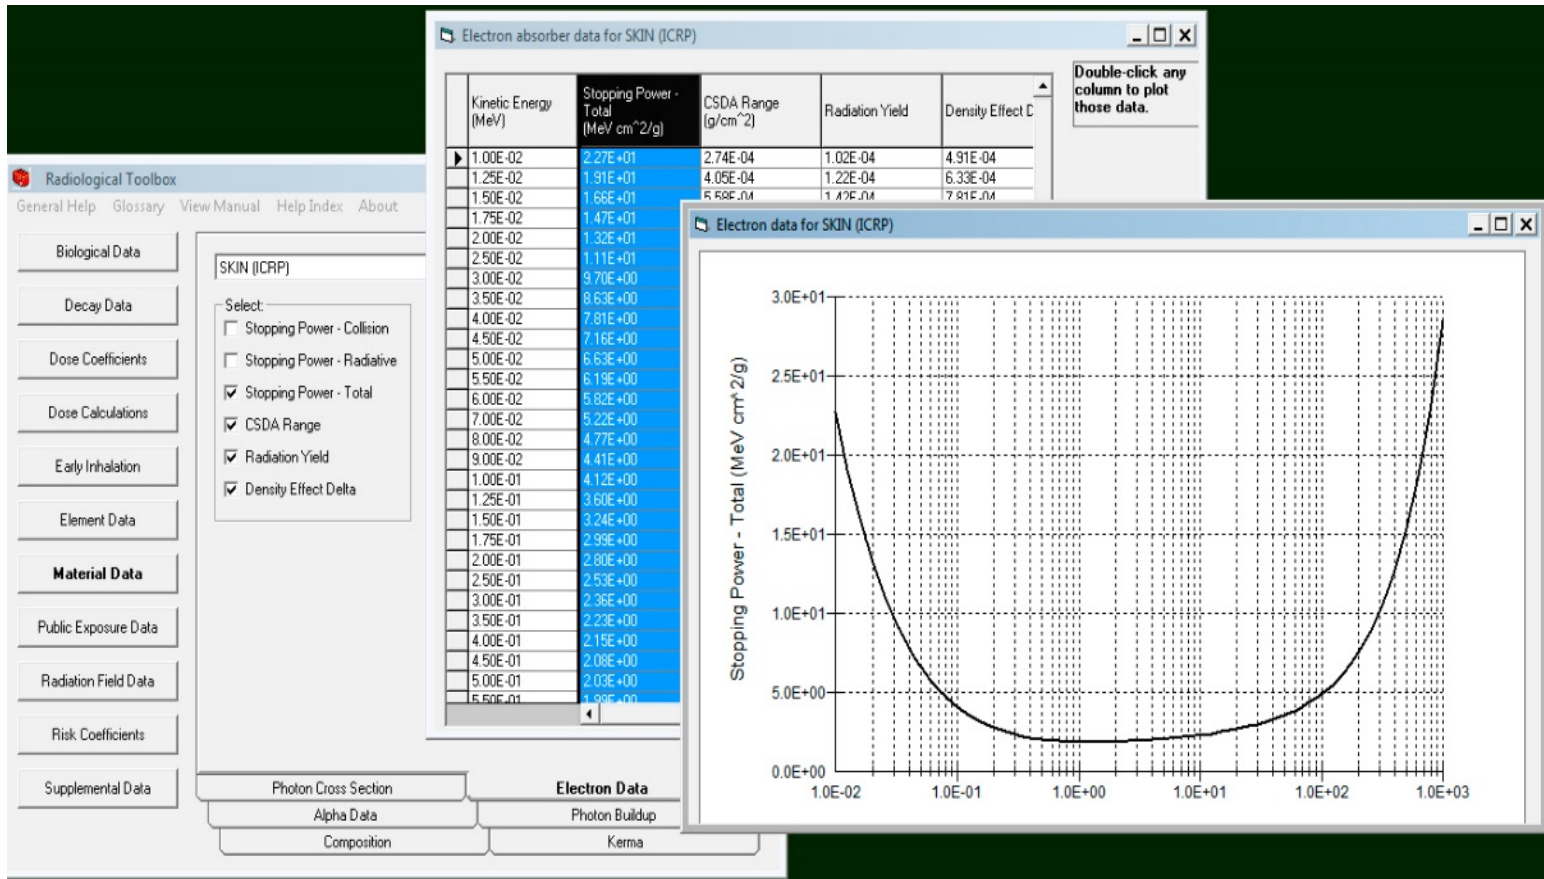 Electron absorber data for SKIN (ICRP)
Double-click any
column to plot
those data.
Kinetic Energy
(MeV)
Stopping Power -
Total
(MeV cm^2/g)
CSDA Range
(g/cm^2)
Radiation Yield
Density Effect D
1.00E-02 2.27E+01 2.74E-04 1.02E-04 4.91E-04
1.25E-02 1.91E+01 4.05E-04 1.22E-04 6.33E-04
1.50E-02 1.66E+01 5.59E-04 1.42E-04 7.81E-04
1.75E-02 1.47E+01
2.00E-02 1.32E+01
2.50E-02 1.11E+01
3.00E-02 9.70E+00
3.50E-02 8.63E+00
4.00E-02 7.81E+00
4.50E-02 7.16E+00
5.00E-02 6.63E+00
5.50E-02 6.19E+00
6.00E-02 5.82E+00
7.00E-02 5.22E+00
8.00E-02 4.77E+00
9.00E-02 4.41E+00
1.00E-01 4.12E+00
1.25E-01 3.60E+00
1.50E-01 3.24E+00
1.75E-01 2.99E+00
2.00E-01 2.80E+00
2.50E-01 2.53E+00
3.00E-01 2.36E+00
3.50E-01 2.23E+00
4.00E-01 2.15E+00
4.50E-01 2.08E+00
5.00E-01 2.03E+00
5.50E-01 1.99E+00
Radiological Toolbox
General Help Glossary View Manual Help Index About
Biological Data
Decay Data
Dose Coefficients
Dose Calculations
Early Inhalation
Element Data
Material Data
Public Exposure Data
Radiation Field Data
Risk Coefficients
Supplemental Data
SKIN (ICRP)
Select:
Stopping Power - Collision
Stopping Power - Radiative
Stopping Power - Total
CSDA Range
Radiation Yield
Density Effect Delta
Photon Cross Section Electron Data
Alpha Data Photon Buildup
Composition Kerma
Electron data for SKIN (ICRP)
Stopping Power - Total (MeV cm^2/g)
3.0E+01
2.5E+01
2.0E+01
1.5E+01
1.0E+01
5.0E+00
0.0E+00
1.0E-02 1.0E-01 1.0E+00 1.0E+01 1.0E+02 1.0E+03